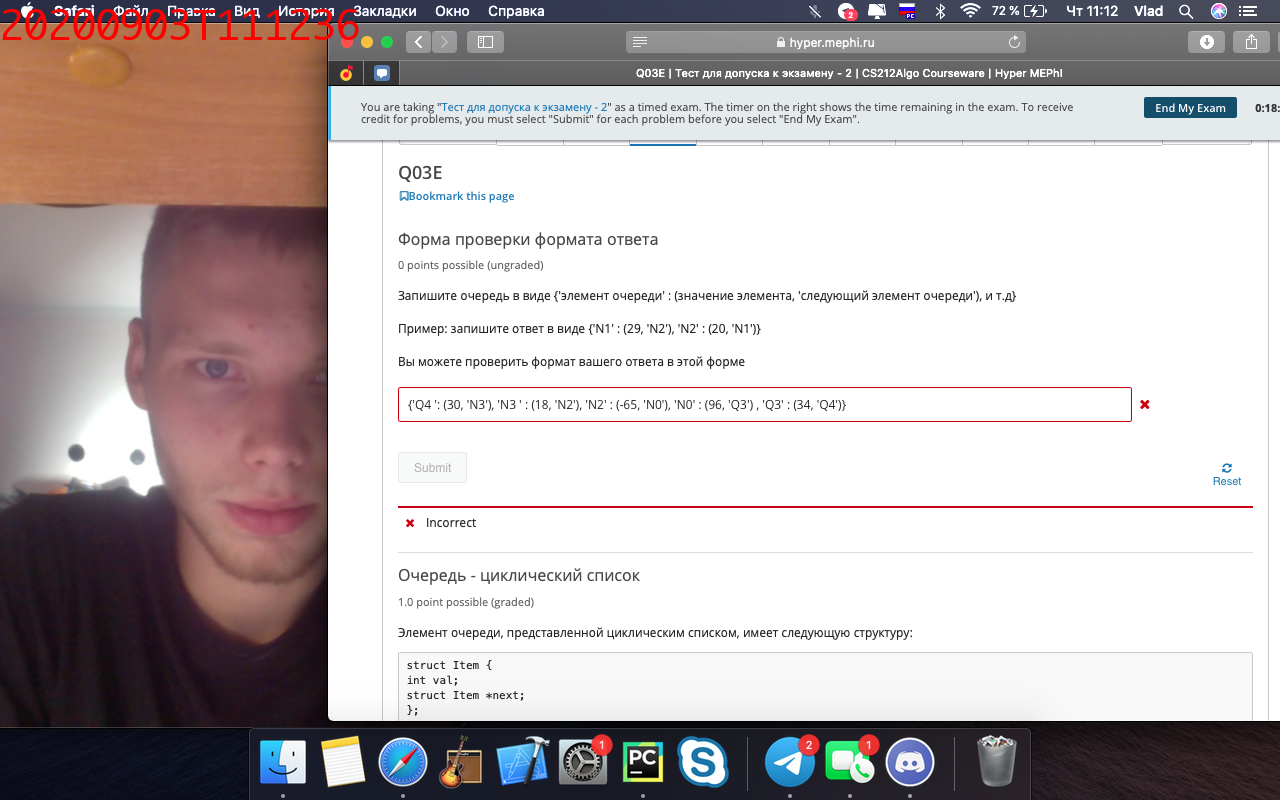 20200903T111236
Safari Файл Правка Вид История Закладки Окно Справка
2 РС 72 % Чт 11:12 Vlad
hyper.mephi.ru
Q03E | Тест для допуска к экзамену - 2 | CS212Algo Courseware | Hyper MEPhI
You are taking "Тест для допуска к экзамену - 2" as a timed exam. The timer on the right shows the time remaining in the exam. To receive
credit for problems, you must select "Submit" for each problem before you select "End My Exam".
End My Exam
0:18:
Q03E
Bookmark this page
Форма проверки формата ответа
0 points possible (ungraded)
Запишите очередь в виде {'элемент очереди' : (значение элемента, 'следующий элемент очереди'), и т.д}
Пример: запишите ответ в виде {'N1' : (29, 'N2'), 'N2' : (20, 'N1')}
Вы можете проверить формат вашего ответа в этой форме
{'Q4 ': (30, 'N3'), 'N3 ' : (18, 'N2'), 'N2' : (-65, 'N0'), 'N0' : (96, 'Q3') , 'Q3' : (34, 'Q4')}
Submit
Reset
Incorrect
Очередь - циклический список
1.0 point possible (graded)
Элемент очереди, представленной циклическим списком, имеет следующую структуру:
struct Item {
int val;
struct Item *next;
};
1 PC 2 1